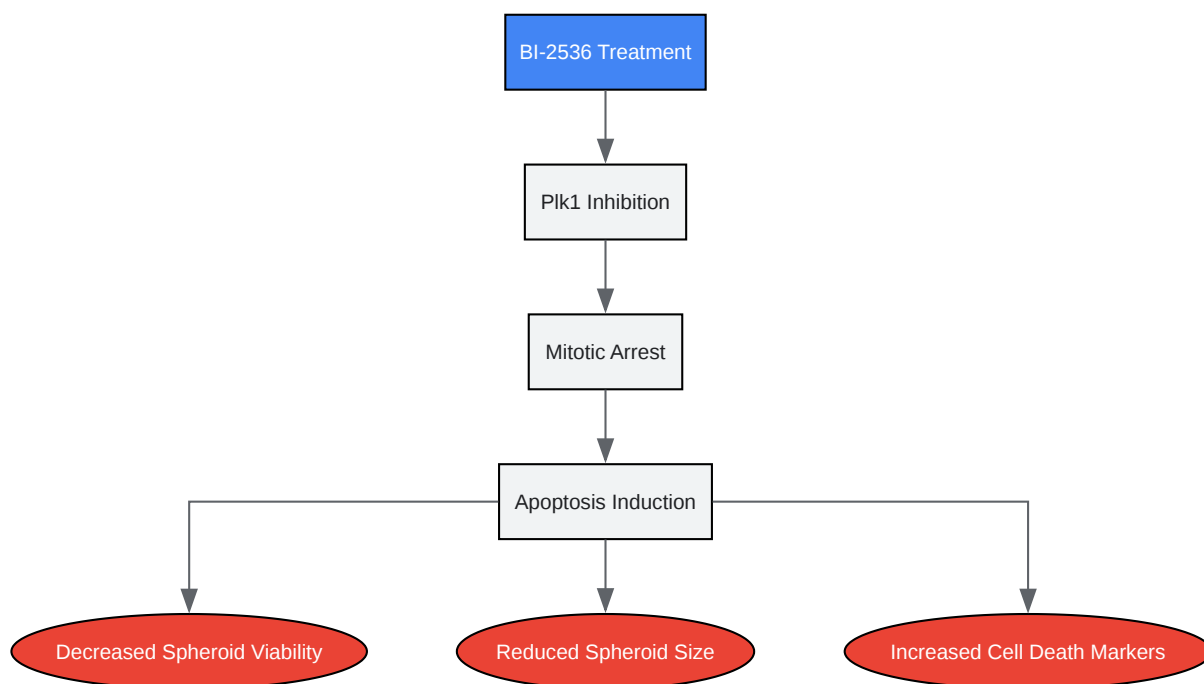 BI-2536 Treatment
Plk1 Inhibition
Mitotic Arrest
Apoptosis Induction
Decreased Spheroid Viability
Reduced Spheroid Size
Increased Cell Death Markers